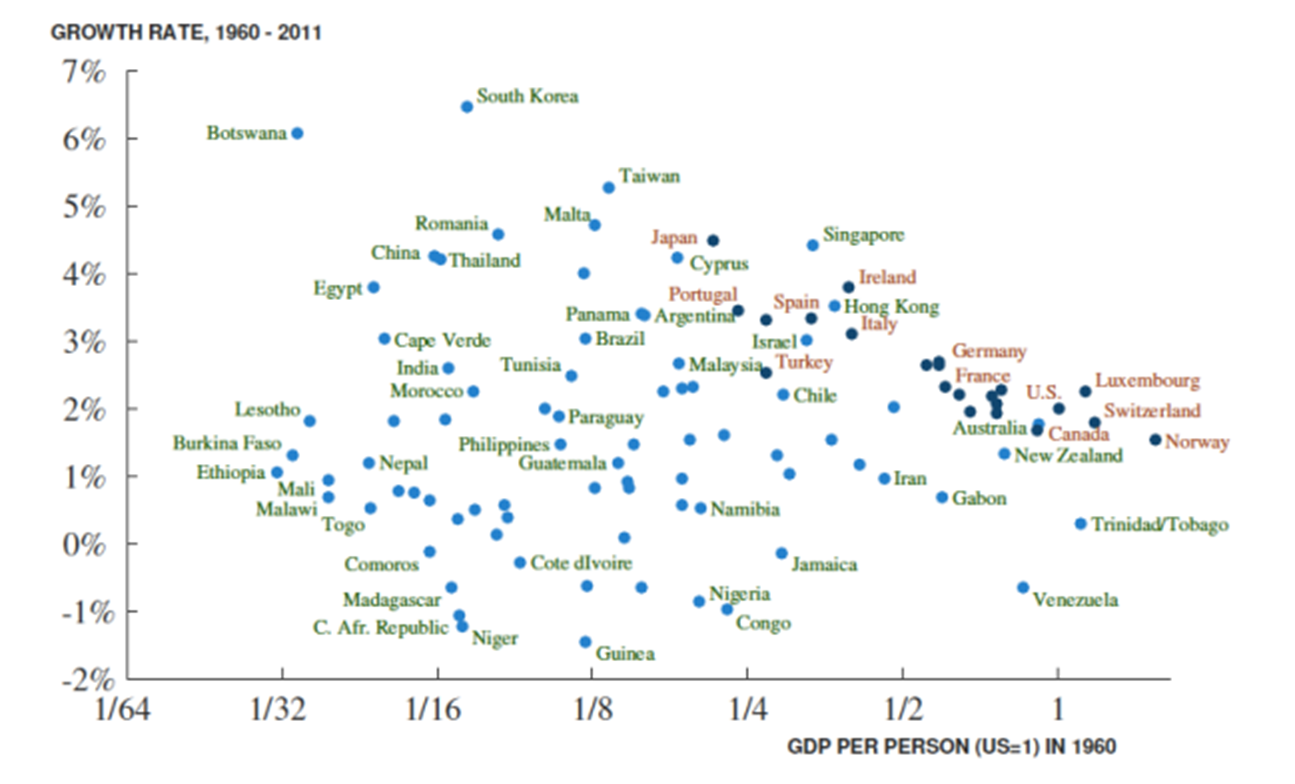 GROWTH RATE, 1960 - 2011
7%
South Korea
Botswana
6%
Taiwan
5%
Malta
Romania
Japan
Singapore
China
Thailand
Cyprus
4%
Egypt
Ireland
Portugal
Spain
Hong Kong
Panama
Argentina
Italy
3%
Cape Verde
Brazil
Israel
Germany
India
Tunisia
Malaysia
Turkey
France
Morocco
Chile
U.S.
Luxembourg
2%
Lesotho
Paraguay
Switzerland
Australia
Canada
Burkina Faso
Philippines
Norway
Nepal
Guatemala
New Zealand
1%
Ethiopia
Iran
Mali
Gabon
Malawi
Namibia
Togo
Trinidad/Tobago
0%
Comoros
Cote dIvoire
Jamaica
Madagascar
Nigeria
Venezuela
-1%
Congo
C. Afr. Republic
Niger
Guinea
-2%
1/64 1/32 1/16 1/8 1/4 1/2 1
GDP PER PERSON (US=1) IN 1960